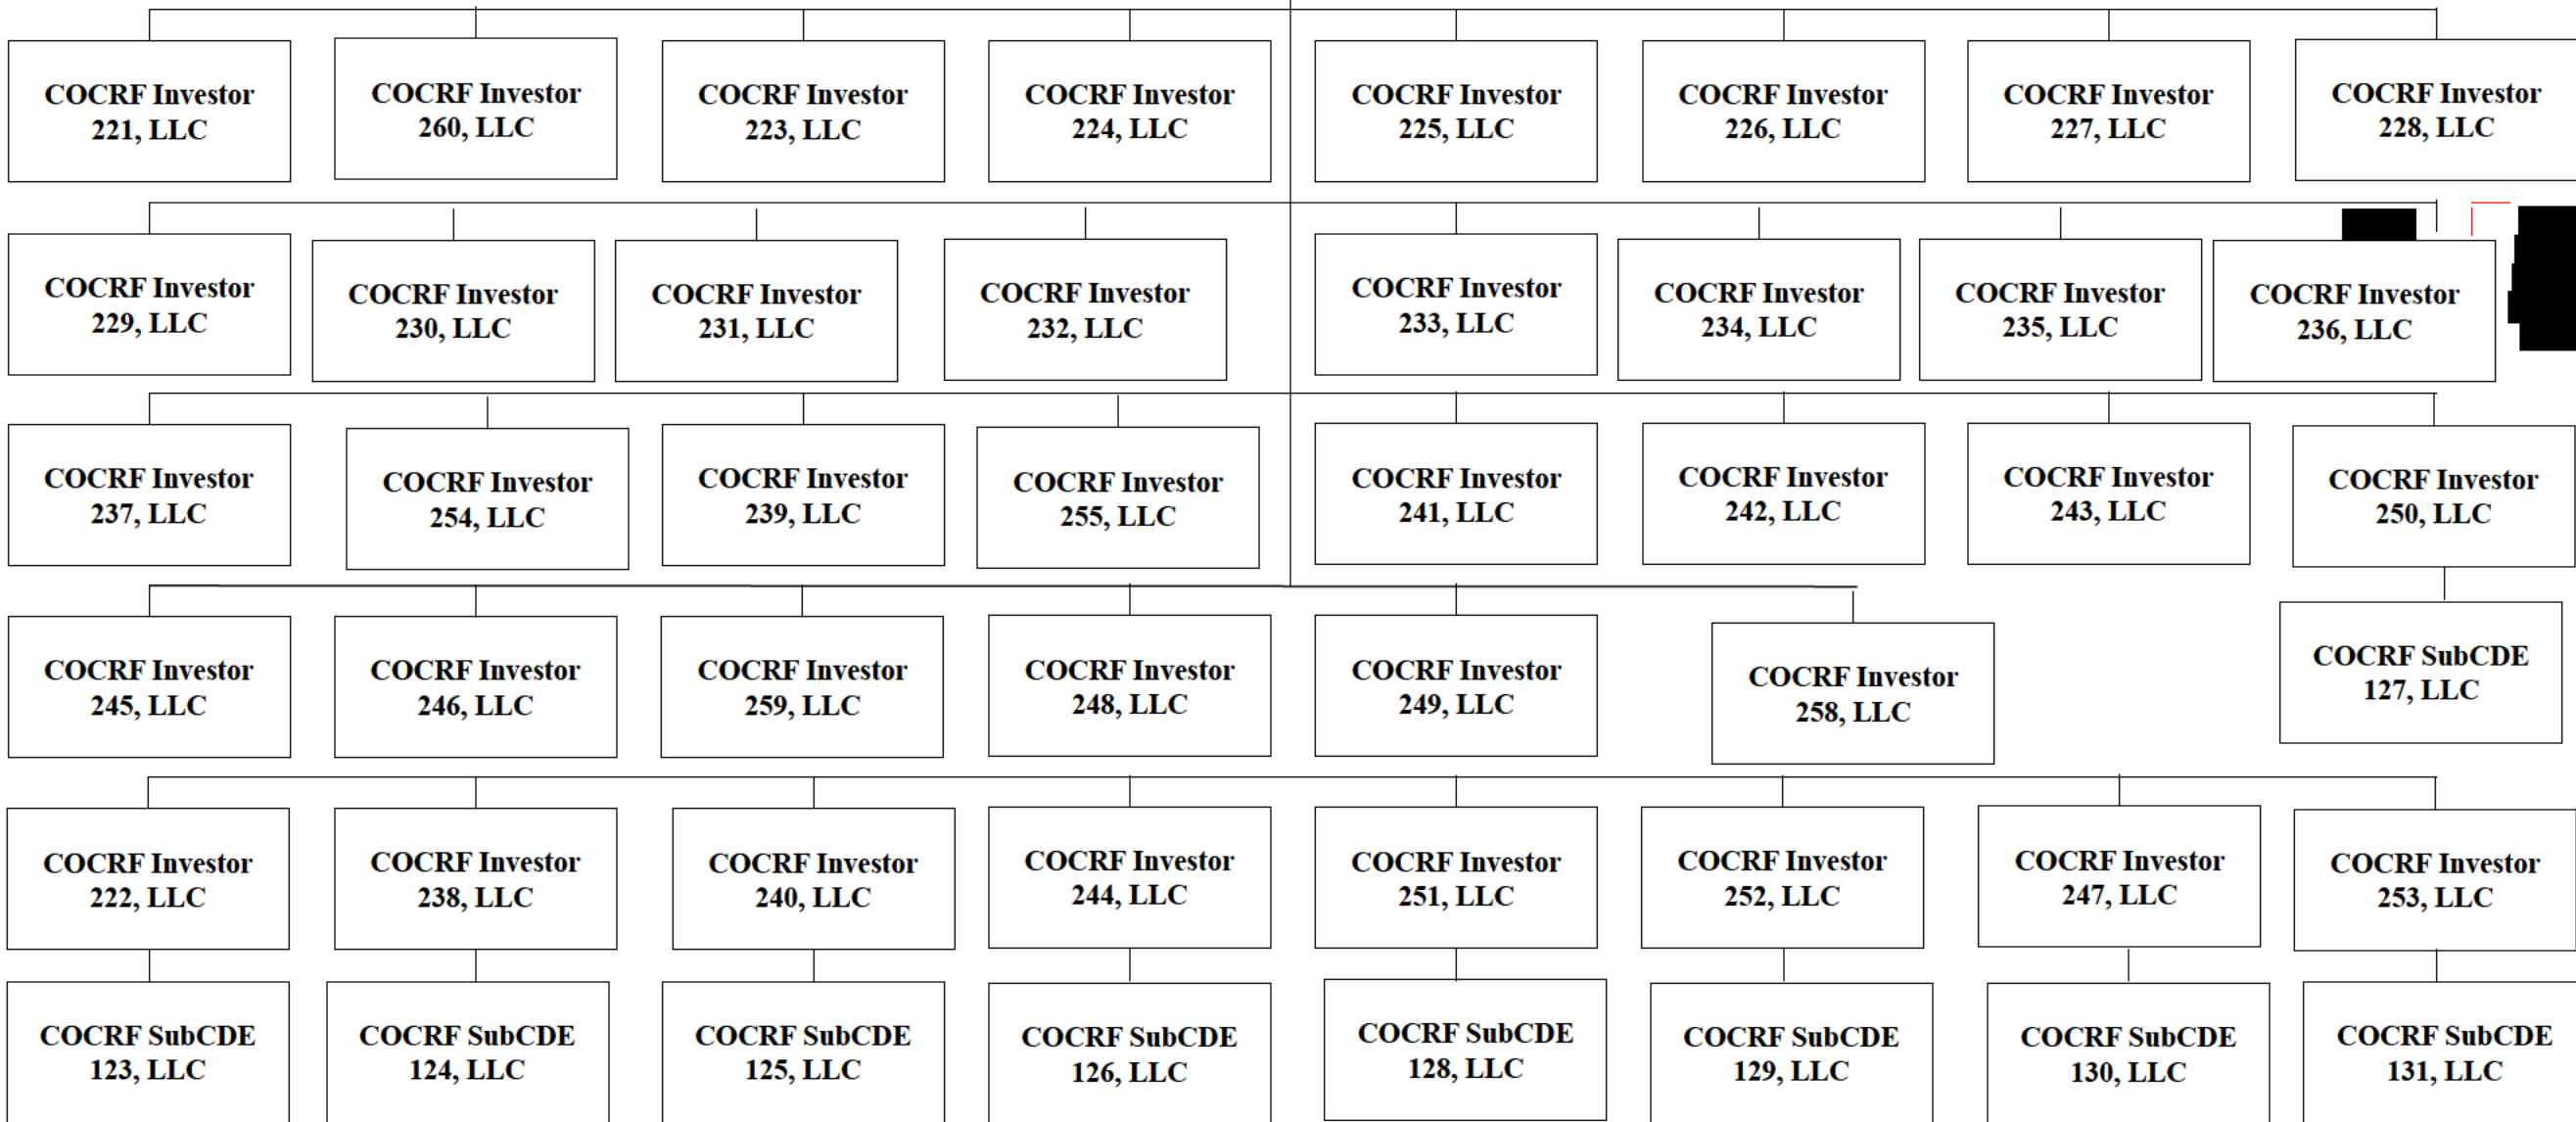 COCRF Investor
221, LLC
COCRF Investor
260, LLC
COCRF Investor
223, LLC
COCRF Investor
224, LLC
COCRF Investor
225, LLC
COCRF Investor
226, LLC
COCRF Investor
227, LLC
COCRF Investor
228, LLC
COCRF Investor
229, LLC
COCRF Investor
230, LLC
COCRF Investor
231, LLC
COCRF Investor
232, LLC
COCRF Investor
233, LLC
COCRF Investor
234, LLC
COCRF Investor
235, LLC
COCRF Investor
236, LLC
COCRF Investor
237, LLC
COCRF Investor
254, LLC
COCRF Investor
239, LLC
COCRF Investor
255, LLC
COCRF Investor
241, LLC
COCRF Investor
242, LLC
COCRF Investor
243, LLC
COCRF Investor
250, LLC
COCRF Investor
245, LLC
COCRF Investor
246, LLC
COCRF Investor
259, LLC
COCRF Investor
248, LLC
COCRF Investor
249, LLC
COCRF Investor
258, LLC
COCRF SubCDE
127, LLC
COCRF Investor
222, LLC
COCRF Investor
238, LLC
COCRF Investor
240, LLC
COCRF Investor
244, LLC
COCRF Investor
251, LLC
COCRF Investor
252, LLC
COCRF Investor
247, LLC
COCRF Investor
253, LLC
COCRF SubCDE
123, LLC
COCRF SubCDE
124, LLC
COCRF SubCDE
125, LLC
COCRF SubCDE
126, LLC
COCRF SubCDE
128, LLC
COCRF SubCDE
129, LLC
COCRF SubCDE
130, LLC
COCRF SubCDE
131, LLC